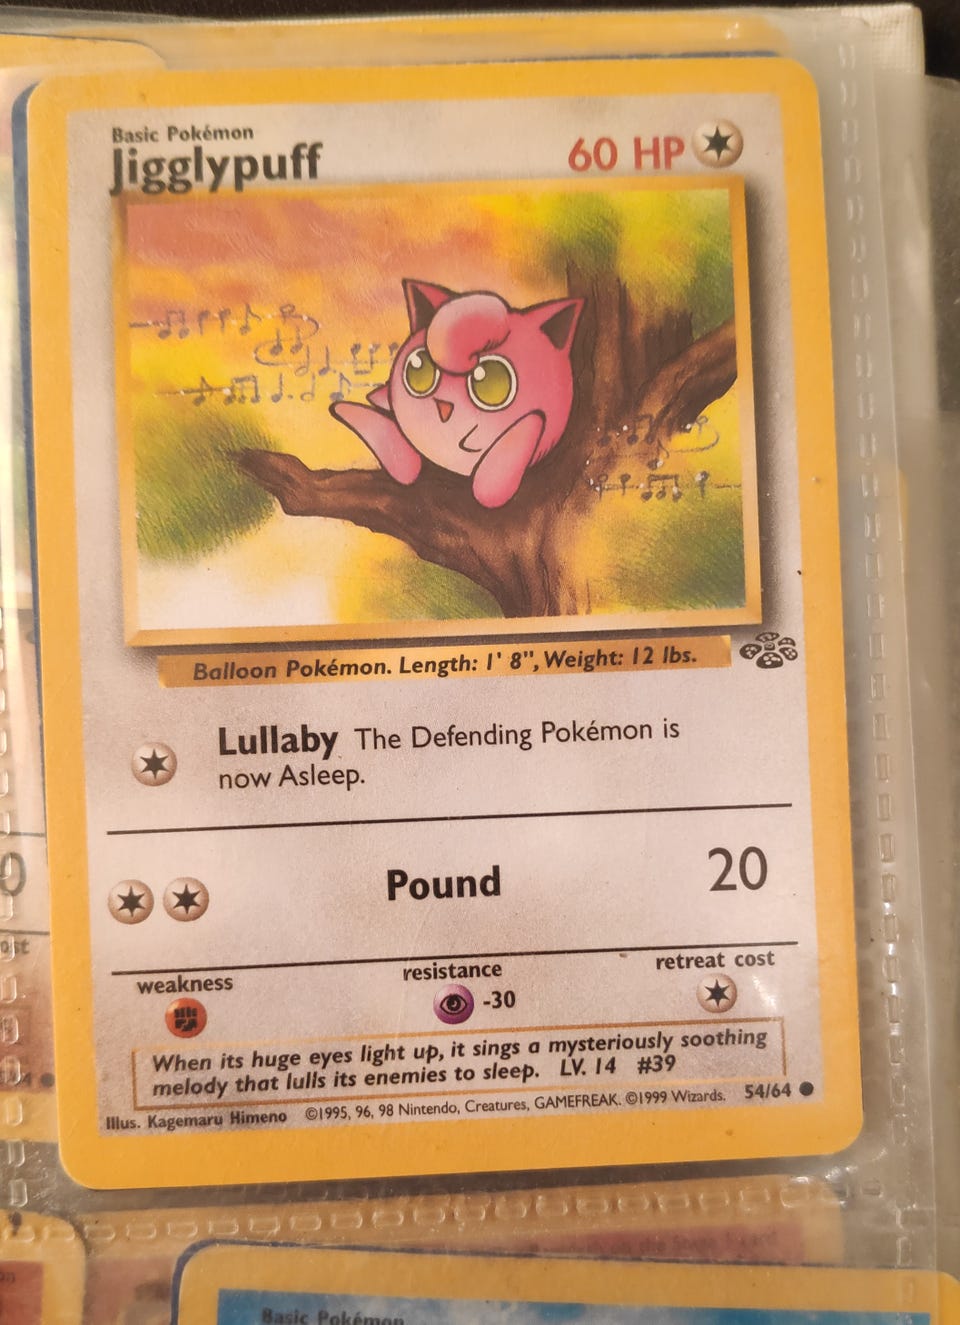 Basic Pokémon
Jigglypuff
60 HP
Balloon Pokémon. Length: 1' 8", Weight: 12 lbs.
Lullaby The Defending Pokémon is
now Asleep.
Pound 20
weakness
resistance
retreat cost
-30
When its huge eyes light up, it sings a mysteriously soothing
melody that lulls its enemies to sleep. LV. 14 #39
Illus. Kagemaru Himeno ©1995, 96, 98 Nintendo, Creatures, GAMEFREAK. ©1999 Wizards. 54/64
Basic Pokémon